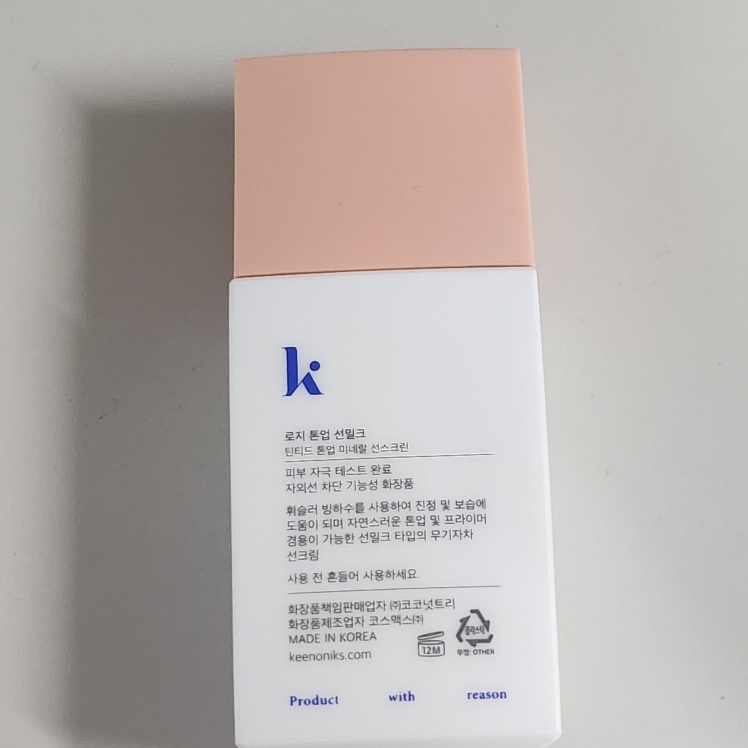 k
로지 톤업 선밀크
틴티드 톤업 미네랄 선스크린
피부 자극 테스트 완료
자외선 차단 기능성 화장품
휘슬러 빙하수를 사용하여 진정 및 보습에
도움이 되며 자연스러운 톤업 및 프라이머
겸용이 가능한 선밀크 타입의 무기자차
선크림
사용 전 흔들어 사용하세요.
화장품책임판매업자 ㈜코코넛트리
화장품제조업자 코스맥스㈜
MADE IN KOREA
keenoniks.com
12M
플라스틱
뚜껑: OTHER
Product with reason